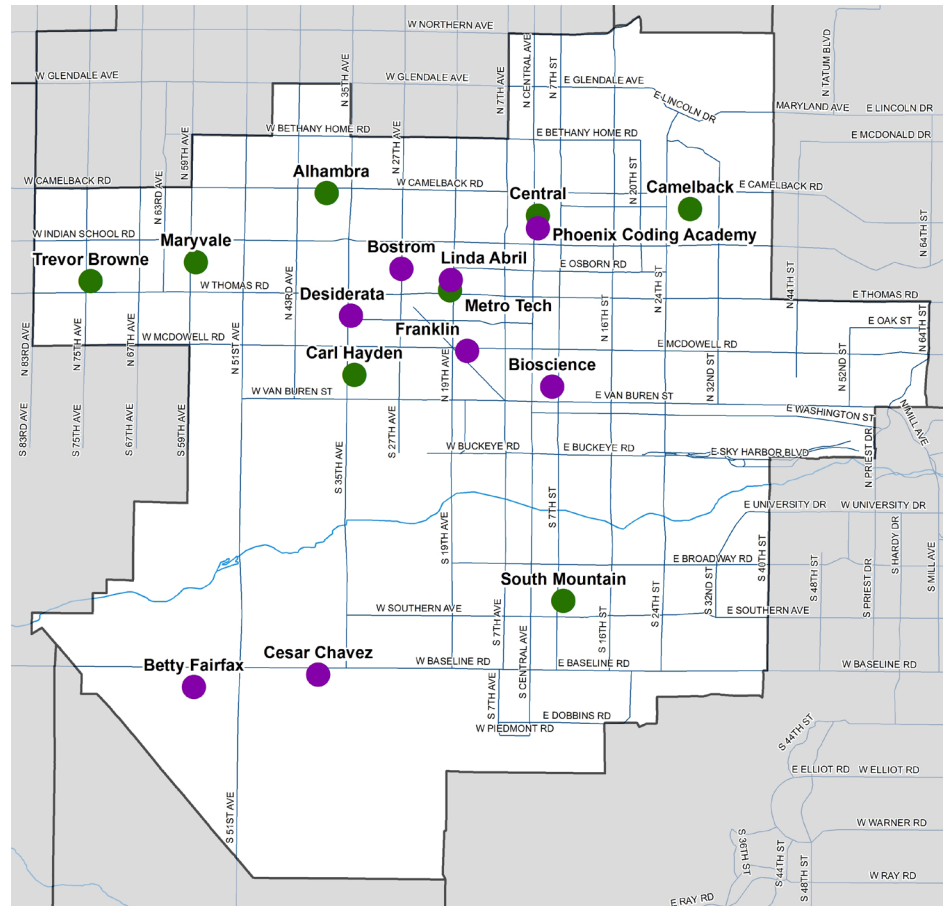 W NORTHERN AVE
N TATUM BLVD
W GLENDALE AVE
N 35TH AVE
W GLENDALE AVE
N 7TH AVE
N CENTRAL AVE
N 7TH ST
E GLENDALE AVE
E LINCOLN DR
MARYLAND AVE
E LINCOLN DR
W BETHANY HOME RD
E BETHANY HOME RD
E MCDONALD DR
N 59TH AVE
N 27TH AVE
N 20TH ST
Alhambra
W CAMELBACK RD
W CAMELBACK RD
Central
Camelback
E CAMELBACK RD
N 63RD AVE
N 64TH ST
W INDIAN SCHOOL RD
Maryvale
Bostrom
Phoenix Coding Academy
Trevor Browne
Linda Abril
E OSBORN RD
W THOMAS RD
N 43RD AVE
N 24TH ST
N 44TH ST
E THOMAS RD
Desiderata
Metro Tech
N 16TH ST
E OAK ST
N 64TH ST
N 83RD AVE
N 75TH AVE
N 67TH AVE
W MCDOWELL RD
N 51ST AVE
Franklin
E MCDOWELL RD
Carl Hayden
N 19TH AVE
Bioscience
N 32ND ST
N 52ND ST
W VAN BUREN ST
E VAN BUREN ST
E WASHINGTON ST
N MILL AVE
S 83RD AVE
S 75TH AVE
S 67TH AVE
S 59TH AVE
S 27TH AVE
W BUCKEYE RD
E BUCKEYE RD
E SKY HARBOR BLVD
N PRIEST DR
S 35TH AVE
S 7TH ST
E UNIVERSITY DR
W UNIVERSITY DR
S 19TH AVE
E BROADWAY RD
S 40TH ST
S HARDY DR
S MILL AVE
South Mountain
S 32ND ST
S 48TH ST
S PRIEST DR
W SOUTHERN AVE
S 7TH AVE
S 16TH ST
S 24TH ST
E SOUTHERN AVE
Betty Fairfax
Cesar Chavez
W BASELINE RD
S CENTRAL AVE
E BASELINE RD
W BASELINE RD
S 7TH AVE
E DOBBINS RD
W PIEDMONT RD
S 44TH ST
E ELLIOT RD
W ELLIOT RD
S 51ST AVE
W WARNER RD
S 36TH ST
S 44TH ST
S 48TH ST
W RAY RD
E RAY RD